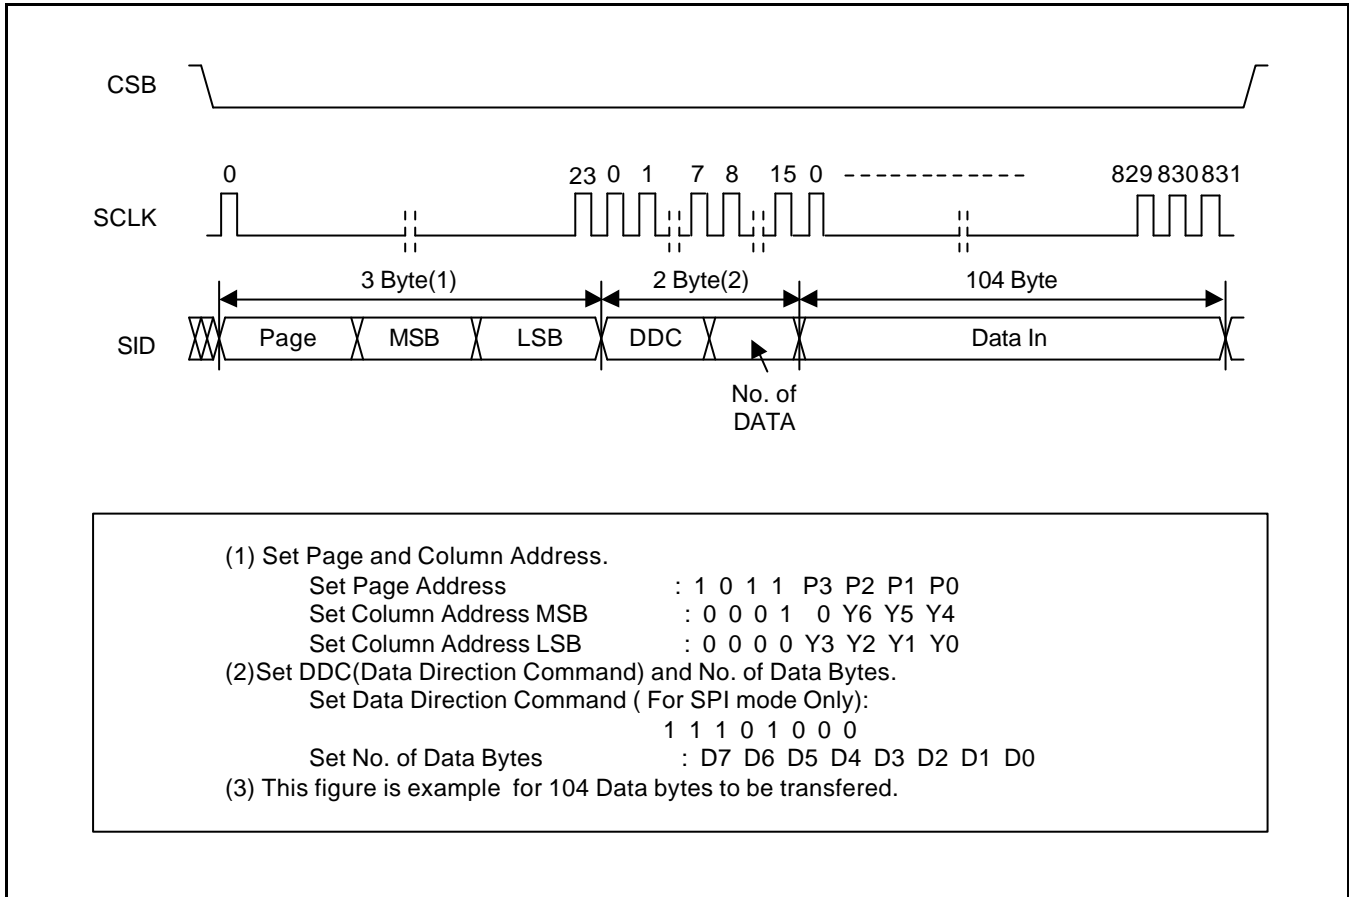 CSB
0 23 0 1 7 8 15 0 829 830 831
SCLK
3 Byte(1) 2 Byte(2) 104 Byte
SID Page MSB LSB DDC Data In
No. of
DATA
(1) Set Page and Column Address.
Set Page Address : 1 0 1 1 P3 P2 P1 P0
Set Column Address MSB : 0 0 0 1 0 Y6 Y5 Y4
Set Column Address LSB : 0 0 0 0 Y3 Y2 Y1 Y0
(2)Set DDC(Data Direction Command) and No. of Data Bytes.
Set Data Direction Command ( For SPI mode Only):
1 1 1 0 1 0 0 0
Set No. of Data Bytes : D7 D6 D5 D4 D3 D2 D1 D0
(3) This figure is example for 104 Data bytes to be transfered.